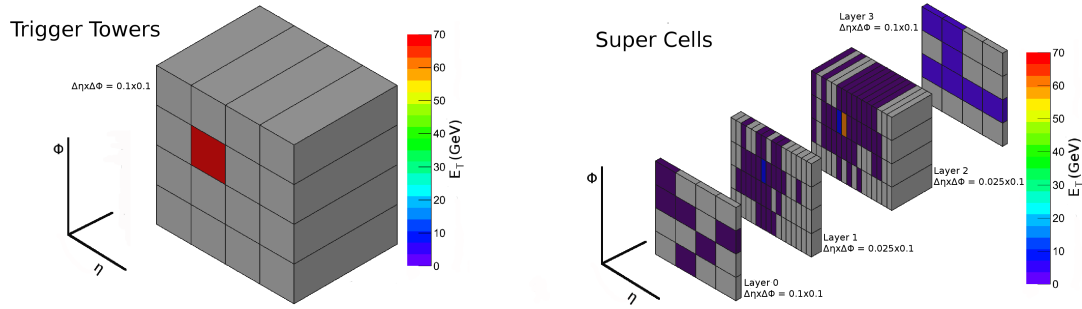 Trigger Towers
ΔηxΔΦ = 0.1x0.1
Φ
η
70
60
50
40
30
20
10
0
E_T (GeV)
Super Cells
Layer 3
ΔηxΔΦ = 0.1x0.1
Layer 2
ΔηxΔΦ = 0.025x0.1
Layer 1
ΔηxΔΦ = 0.025x0.1
Layer 0
ΔηxΔΦ = 0.1x0.1
Φ
η
70
60
50
40
30
20
10
0
E_T (GeV)